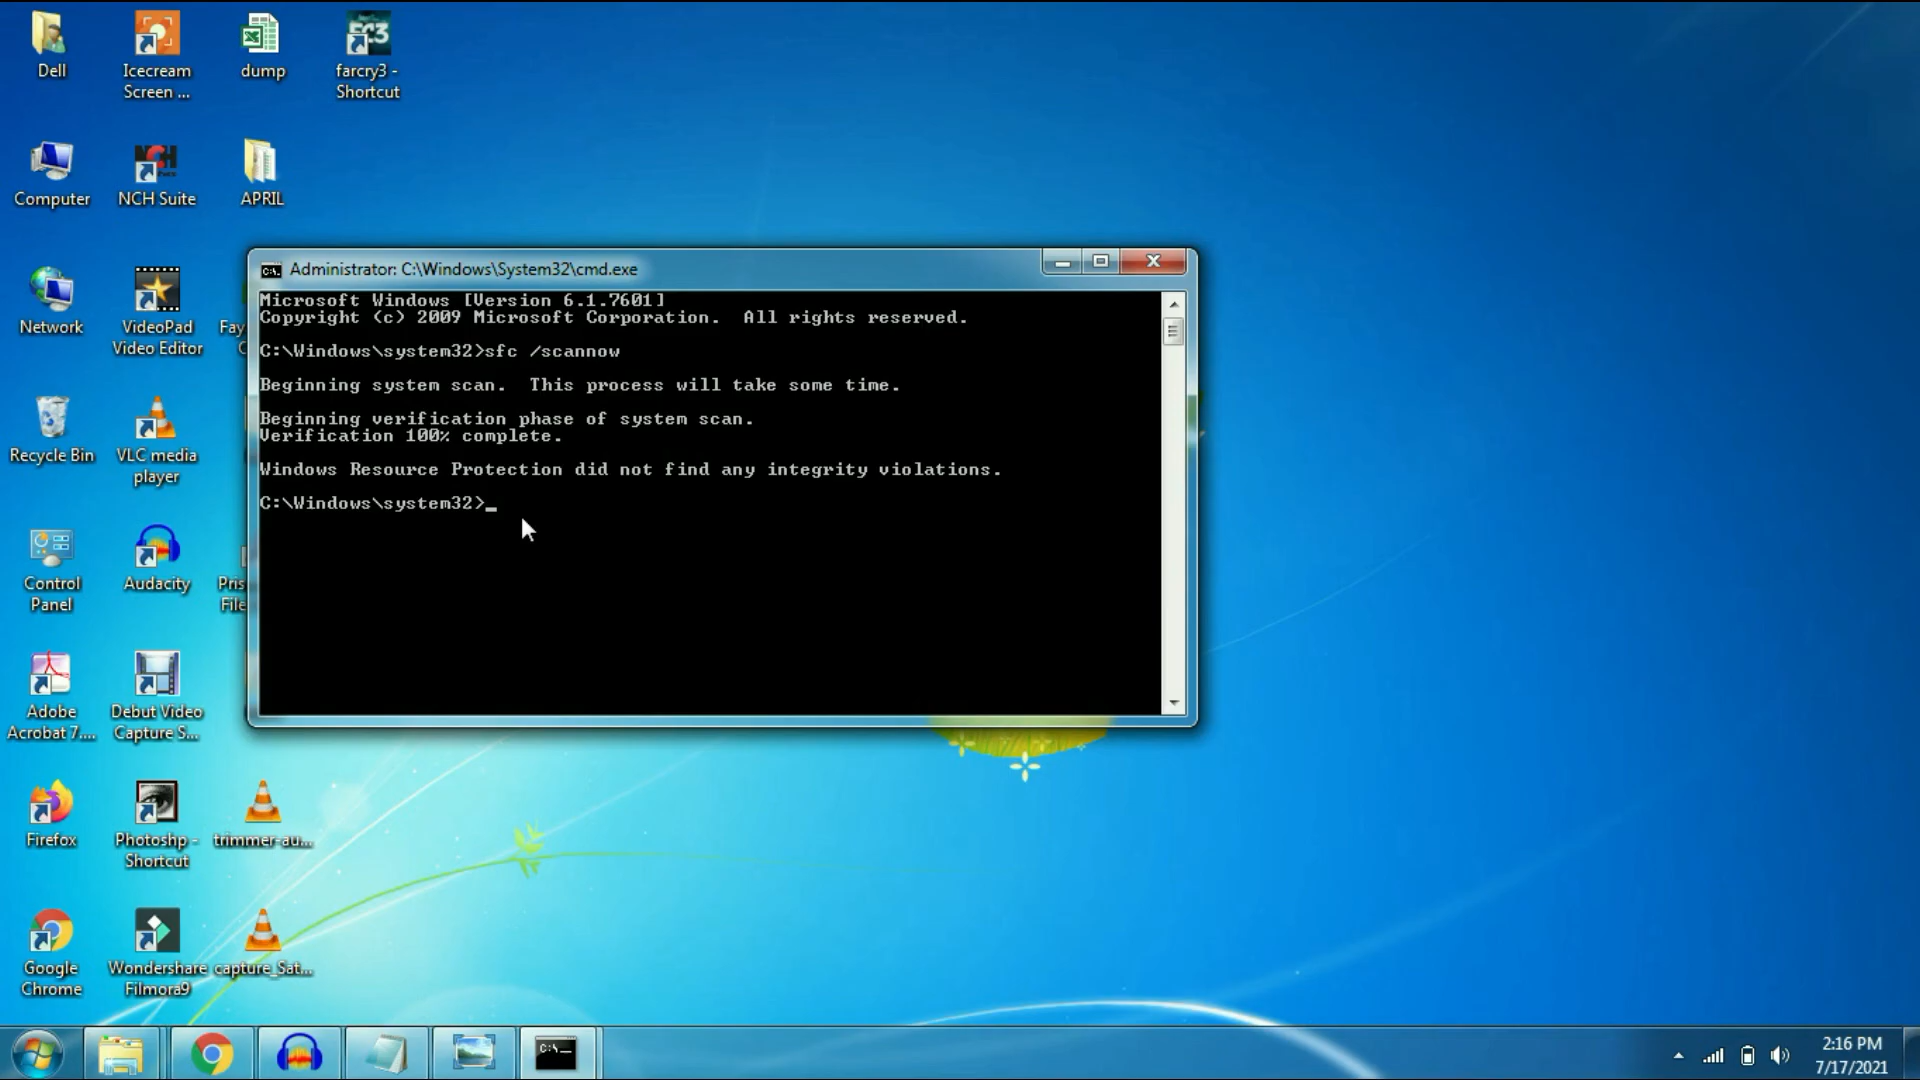 Dell
Icecream
Screen ...
dump
farcry3 -
Shortcut
Computer
NCH Suite
APRIL
Network
VideoPad
Video Editor
Fay
Recycle Bin
VLC media
player
Control
Panel
Audacity
Pris
File
Adobe
Acrobat 7....
Debut Video
Capture S...
Firefox
Photoshp -
Shortcut
trimmer-au...
Google
Chrome
Wondershare
Filmora9
capture_Sat...
Administrator: C:\Windows\System32\cmd.exe
Microsoft Windows [Version 6.1.7601]
Copyright (c) 2009 Microsoft Corporation.  All rights reserved.
C:\Windows\system32>sfc /scannow
Beginning system scan.  This process will take some time.
Beginning verification phase of system scan.
Verification 100% complete.
Windows Resource Protection did not find any integrity violations.
C:\Windows\system32>_
2:16 PM
7/17/2021